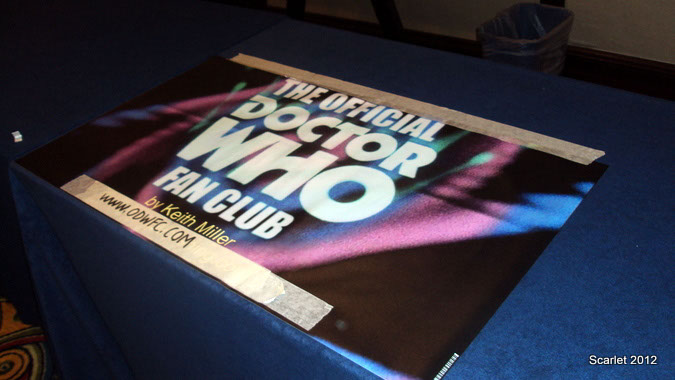 THE OFFICIAL
DOCTOR
WHO
FAN CLUB
by Keith Miller
www.ODWFC.COM
Scarlet 2012